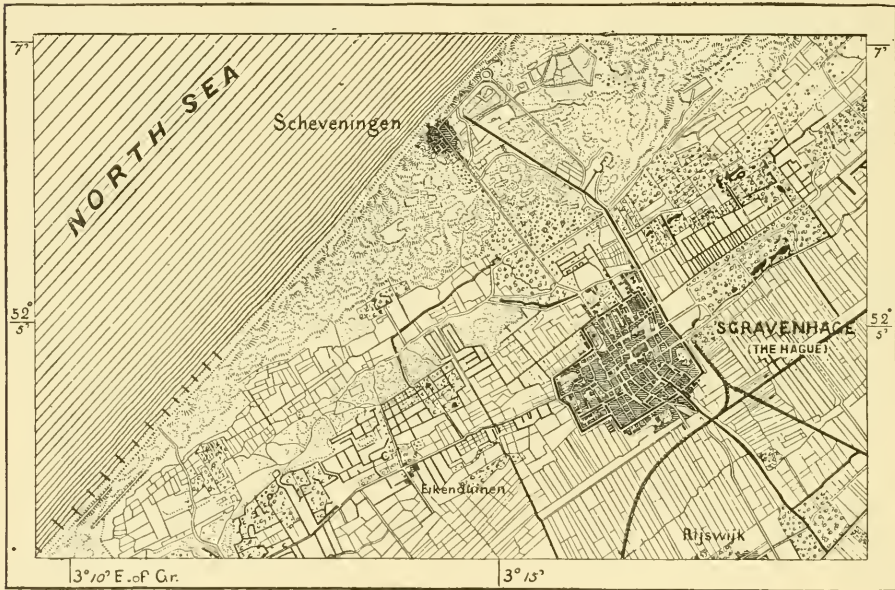 7'
7'
NORTH SEA
Scheveningen
52°
5'
S'GRAVENHAGE
(THE HAGUE)
52°
5'
Eikenduinen
Rijswijk
3°10' E. of Gr.
3°15'